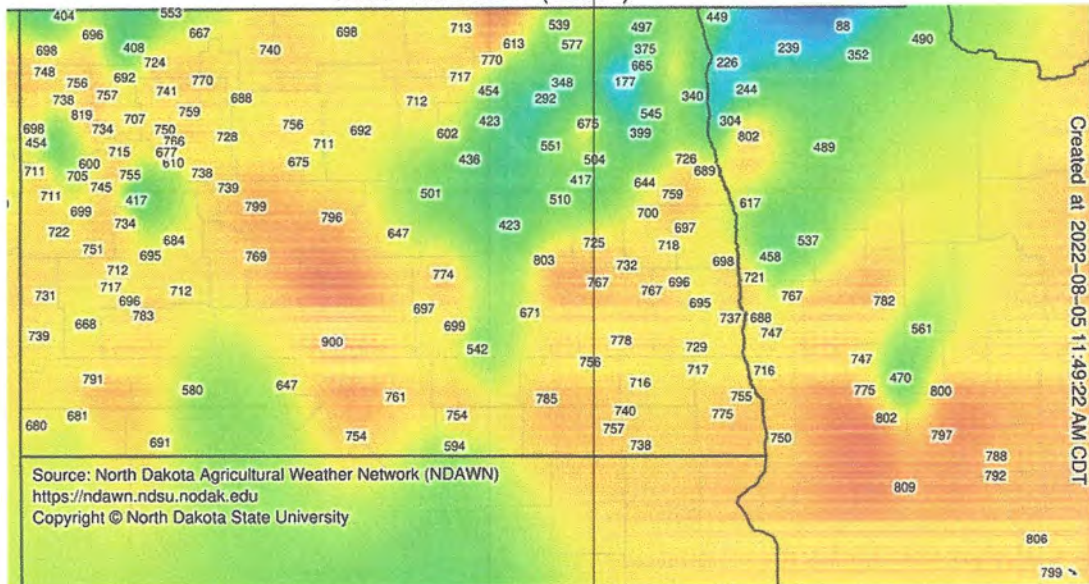 404 553 539 497 449 88
696 667 698 713 577 375 239 490
698 408 740 613 226 352
724 770 665
748 692 770 717 348 177 244
756 757 741 688 454 292 340
738 712
819 707 759 423 675 545 304
698 734 750 728 756 692 602 399 802
454 766 711 551 489
715 677 436 504 726
600 610 675 689
711 705 755 738 417 644
745 739 501 759
711 417 799 510 617
699 796 700
722 734 684 647 423 697 537
751 695 769 725 718 458
712 774 803 732 698
717 712 767 767 696 721
731 696 697 671 695 767 782
668 783 699 737 688 561
739 900 542 778 729 747
756 717 716 747
791 580 647 761 716 470
785 755 775 800
681 754 740 775 802
680 691 754 594 757 738 750 797
788
792
809
806
799
Source: North Dakota Agricultural Weather Network (NDAWN)
https://ndawn.ndsu.nodak.edu
Copyright © North Dakota State University
Created at 2022-08-05 11:49:22 AM CDT